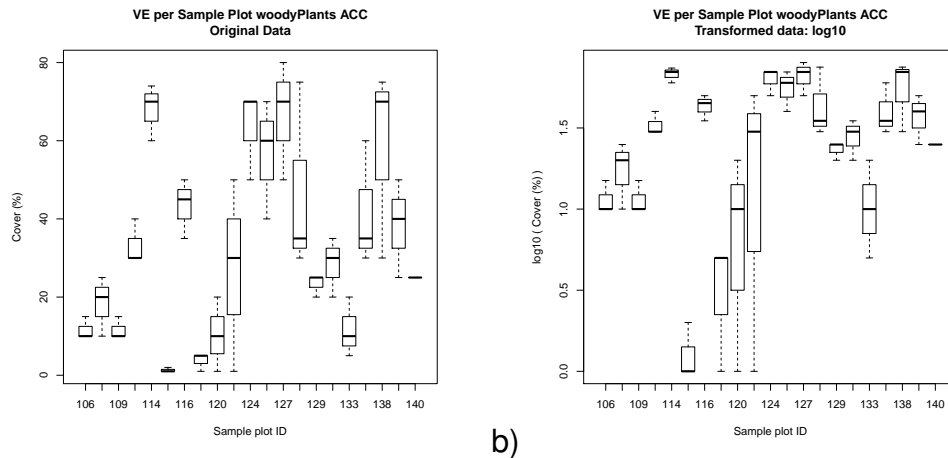 VE per Sample Plot woodyPlants ACC
Original Data
Cover (%)
80
60
40
20
0
106 109 114 116 120 124 127 129 133 138 140
Sample plot ID
b)
VE per Sample Plot woodyPlants ACC
Transformed data: log10
log10 ( Cover (%) )
1.5
1.0
0.5
0.0
106 109 114 116 120 124 127 129 133 138 140
Sample plot ID